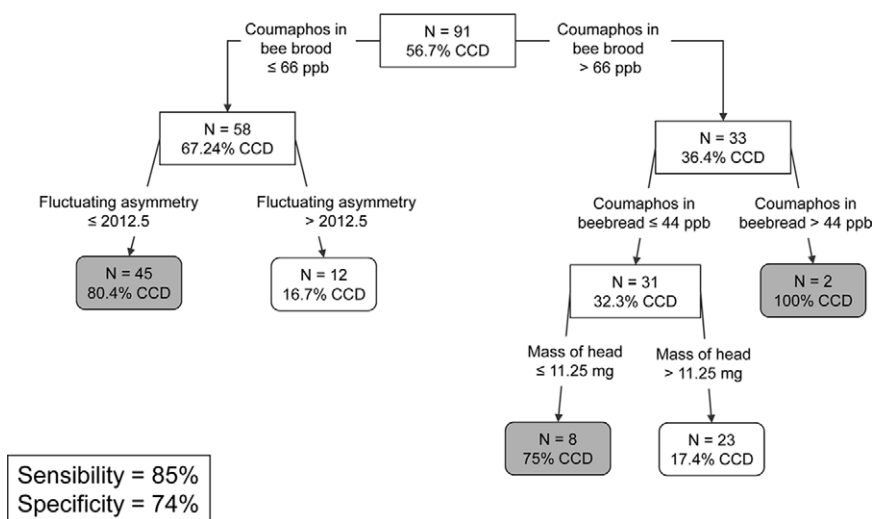 Coumaphos in
bee brood
≤ 66 ppb
N = 91
56.7% CCD
Coumaphos in
bee brood
> 66 ppb
N = 58
67.24% CCD
N = 33
36.4% CCD
Fluctuating asymmetry
≤ 2012.5
Fluctuating asymmetry
> 2012.5
Coumaphos in
beebread ≤ 44 ppb
Coumaphos in
beebread > 44 ppb
N = 45
80.4% CCD
N = 12
16.7% CCD
N = 31
32.3% CCD
N = 2
100% CCD
Mass of head
≤ 11.25 mg
Mass of head
> 11.25 mg
N = 8
75% CCD
N = 23
17.4% CCD
Sensibility = 85%
Specificity = 74%